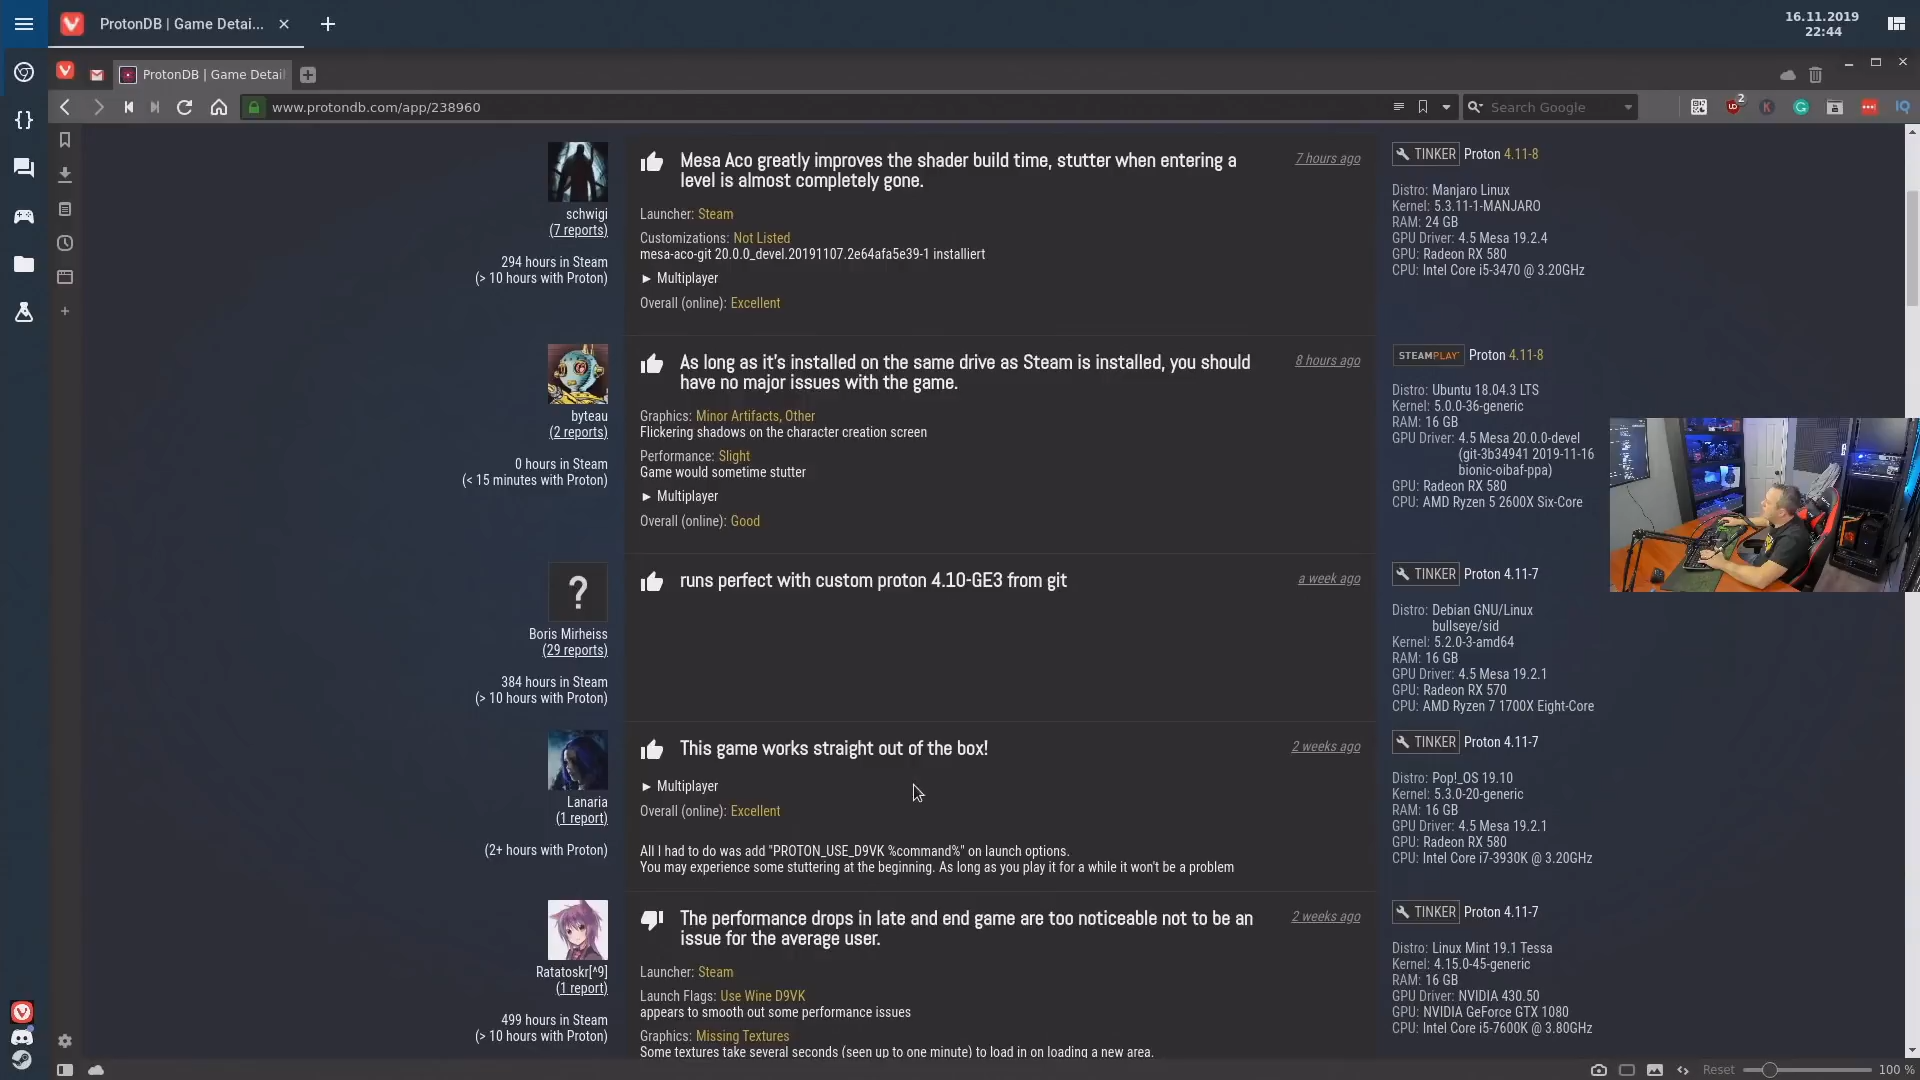 ProtonDB | Game Detai...
16.11.2019
22:44
ProtonDB | Game Detail
www.protondb.com/app/238960
Search Google
2
schwigi
(7 reports)
294 hours in Steam
(> 10 hours with Proton)
Mesa Aco greatly improves the shader build time, stutter when entering a
level is almost completely gone.
7 hours ago
Launcher: Steam
Customizations: Not Listed
mesa-aco-git 20.0.0_devel.20191107.2e64afa5e39-1 installiert
► Multiplayer
Overall (online): Excellent
TINKER Proton 4.11-8
Distro: Manjaro Linux
Kernel: 5.3.11-1-MANJARO
RAM: 24 GB
GPU Driver: 4.5 Mesa 19.2.4
GPU: Radeon RX 580
CPU: Intel Core i5-3470 @ 3.20GHz
byteau
(2 reports)
0 hours in Steam
(< 15 minutes with Proton)
As long as it's installed on the same drive as Steam is installed, you should
have no major issues with the game.
8 hours ago
Graphics: Minor Artifacts, Other
Flickering shadows on the character creation screen
Performance: Slight
Game would sometime stutter
► Multiplayer
Overall (online): Good
STEAMPLAY Proton 4.11-8
Distro: Ubuntu 18.04.3 LTS
Kernel: 5.0.0-36-generic
RAM: 16 GB
GPU Driver: 4.5 Mesa 20.0.0-devel
(git-3b34941 2019-11-16
bionic-oibaf-ppa)
GPU: Radeon RX 580
CPU: AMD Ryzen 5 2600X Six-Core
?
Boris Mirheiss
(29 reports)
384 hours in Steam
(> 10 hours with Proton)
runs perfect with custom proton 4.10-GE3 from git
a week ago
TINKER Proton 4.11-7
Distro: Debian GNU/Linux
bullseye/sid
Kernel: 5.2.0-3-amd64
RAM: 16 GB
GPU Driver: 4.5 Mesa 19.2.1
GPU: Radeon RX 570
CPU: AMD Ryzen 7 1700X Eight-Core
Lanaria
(1 report)
(2+ hours with Proton)
This game works straight out of the box!
2 weeks ago
► Multiplayer
Overall (online): Excellent
All I had to do was add "PROTON_USE_D9VK %command%" on launch options.
You may experience some stuttering at the beginning. As long as you play it for a while it won't be a problem
TINKER Proton 4.11-7
Distro: Pop!_OS 19.10
Kernel: 5.3.0-20-generic
RAM: 16 GB
GPU Driver: 4.5 Mesa 19.2.1
GPU: Radeon RX 580
CPU: Intel Core i7-3930K @ 3.20GHz
Ratatoskr[^9]
(1 report)
499 hours in Steam
(> 10 hours with Proton)
The performance drops in late and end game are too noticeable not to be an
issue for the average user.
2 weeks ago
Launcher: Steam
Launch Flags: Use Wine D9VK
appears to smooth out some performance issues
Graphics: Missing Textures
Some textures take several seconds (seen up to one minute) to load in on loading a new area.
TINKER Proton 4.11-7
Distro: Linux Mint 19.1 Tessa
Kernel: 4.15.0-45-generic
RAM: 16 GB
GPU Driver: NVIDIA 430.50
GPU: NVIDIA GeForce GTX 1080
CPU: Intel Core i5-7600K @ 3.80GHz
Reset
100 %